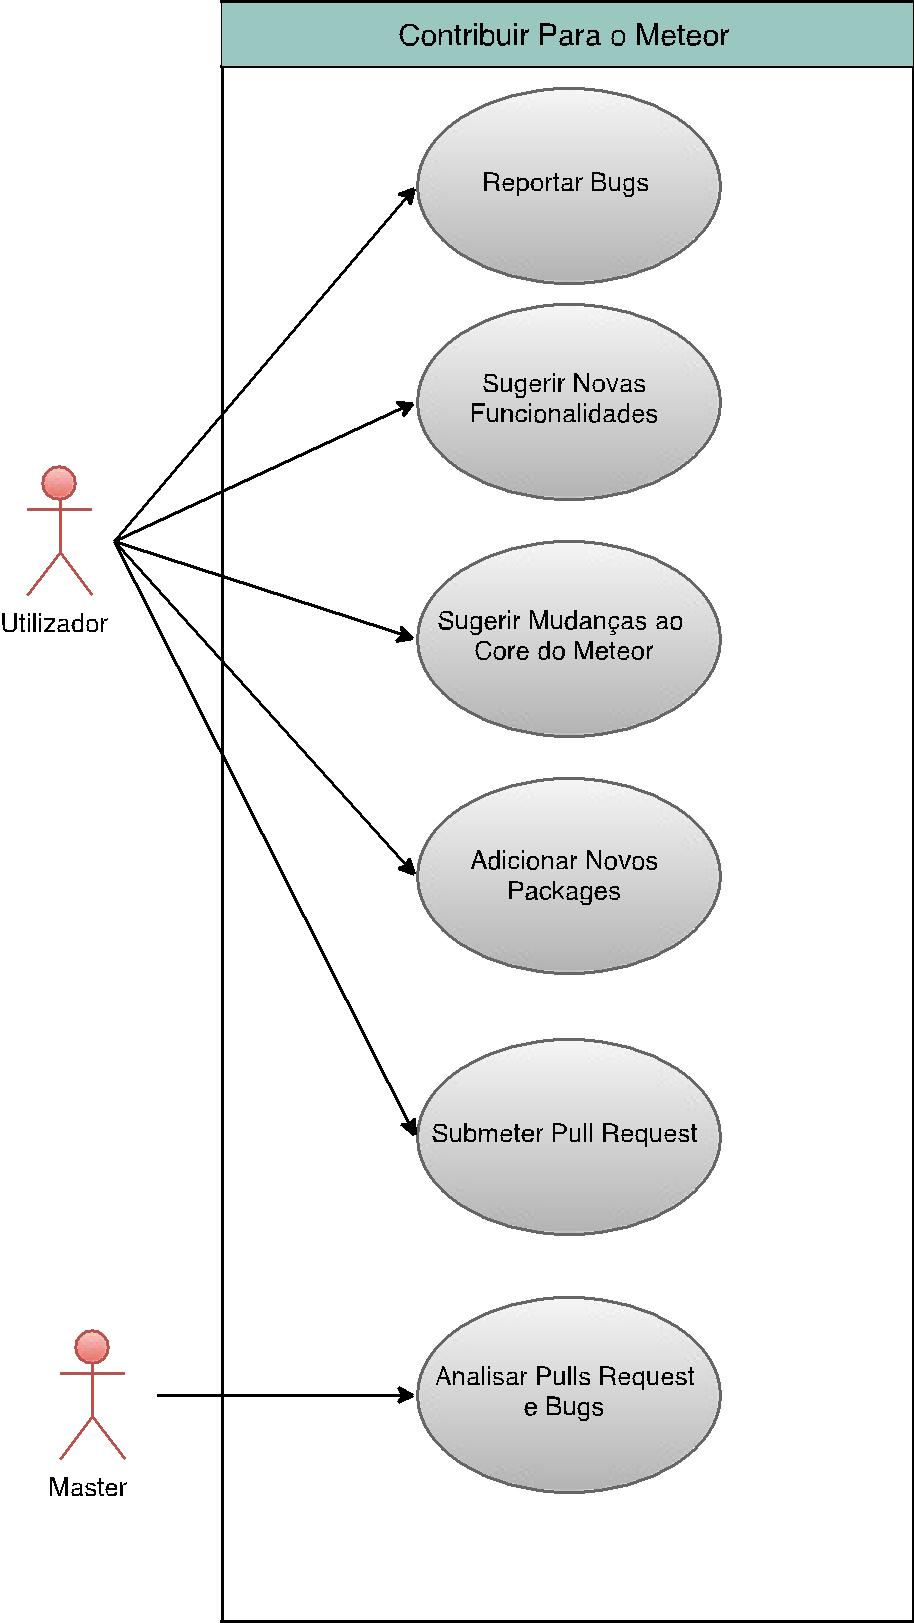 Contribuir Para o Meteor
Reportar Bugs
Sugerir Novas
Funcionalidades
Utilizador
Sugerir Mudanças ao
Core do Meteor
Adicionar Novos
Packages
Submeter Pull Request
Analisar Pulls Request
e Bugs
Master